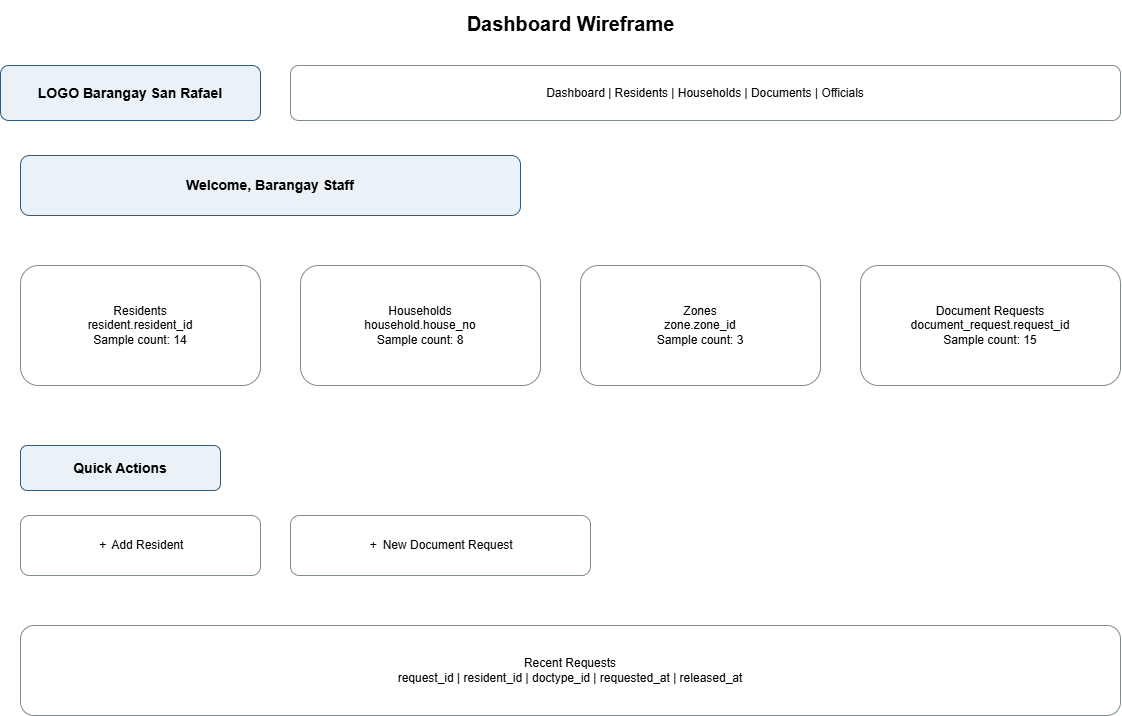 Dashboard Wireframe
LOGO Barangay San Rafael
Dashboard | Residents | Households | Documents | Officials
Welcome, Barangay Staff
Residents
resident.resident_id
Sample count: 14
Households
household.house_no
Sample count: 8
Zones
zone.zone_id
Sample count: 3
Document Requests
document_request.request_id
Sample count: 15
Quick Actions
+ Add Resident
+ New Document Request
Recent Requests
request_id | resident_id | doctype_id | requested_at | released_at